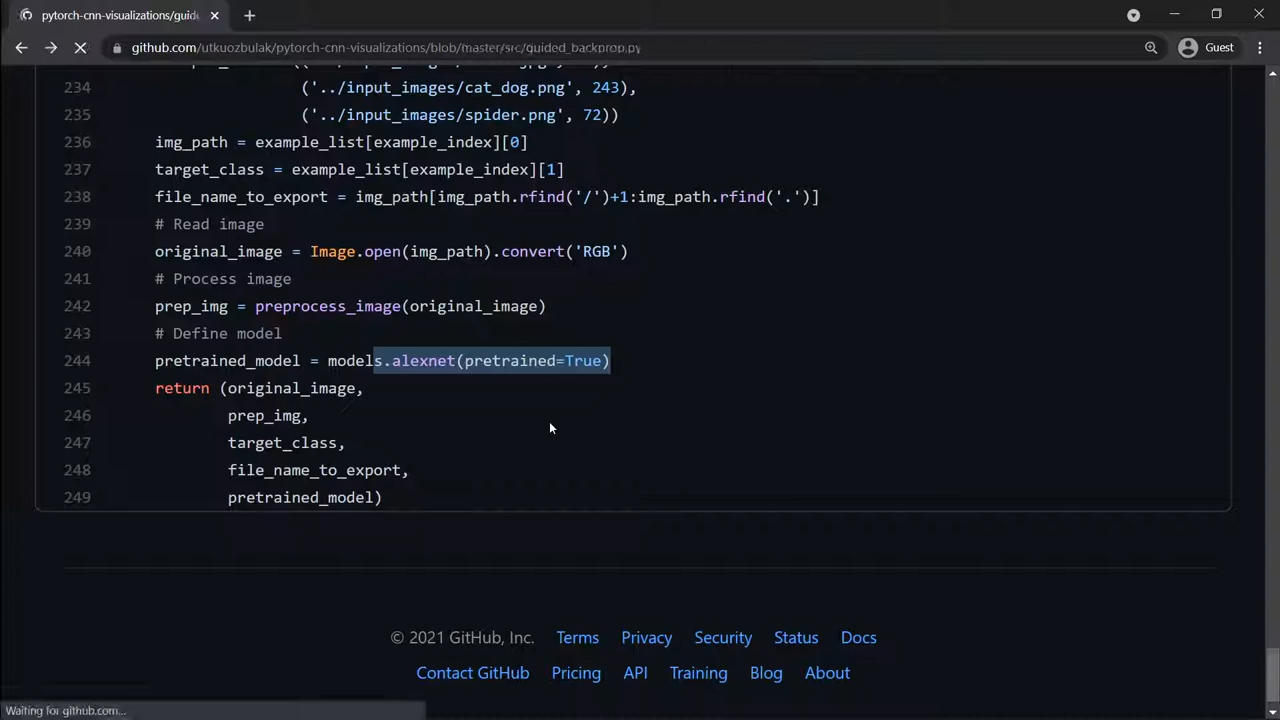 pytorch-cnn-visualizations/guide
github.com/utkuozbulak/pytorch-cnn-visualizations/blob/master/src/guided_backprop.py
Guest
234 ('../input_images/cat_dog.png', 243),
235 ('../input_images/spider.png', 72))
236 img_path = example_list[example_index][0]
237 target_class = example_list[example_index][1]
238 file_name_to_export = img_path[img_path.rfind('/')+1:img_path.rfind('.')]
239 # Read image
240 original_image = Image.open(img_path).convert('RGB')
241 # Process image
242 prep_img = preprocess_image(original_image)
243 # Define model
244 pretrained_model = models.alexnet(pretrained=True)
245 return (original_image,
246 prep_img,
247 target_class,
248 file_name_to_export,
249 pretrained_model)
© 2021 GitHub, Inc. Terms Privacy Security Status Docs
Contact GitHub Pricing API Training Blog About
Waiting for github.com...